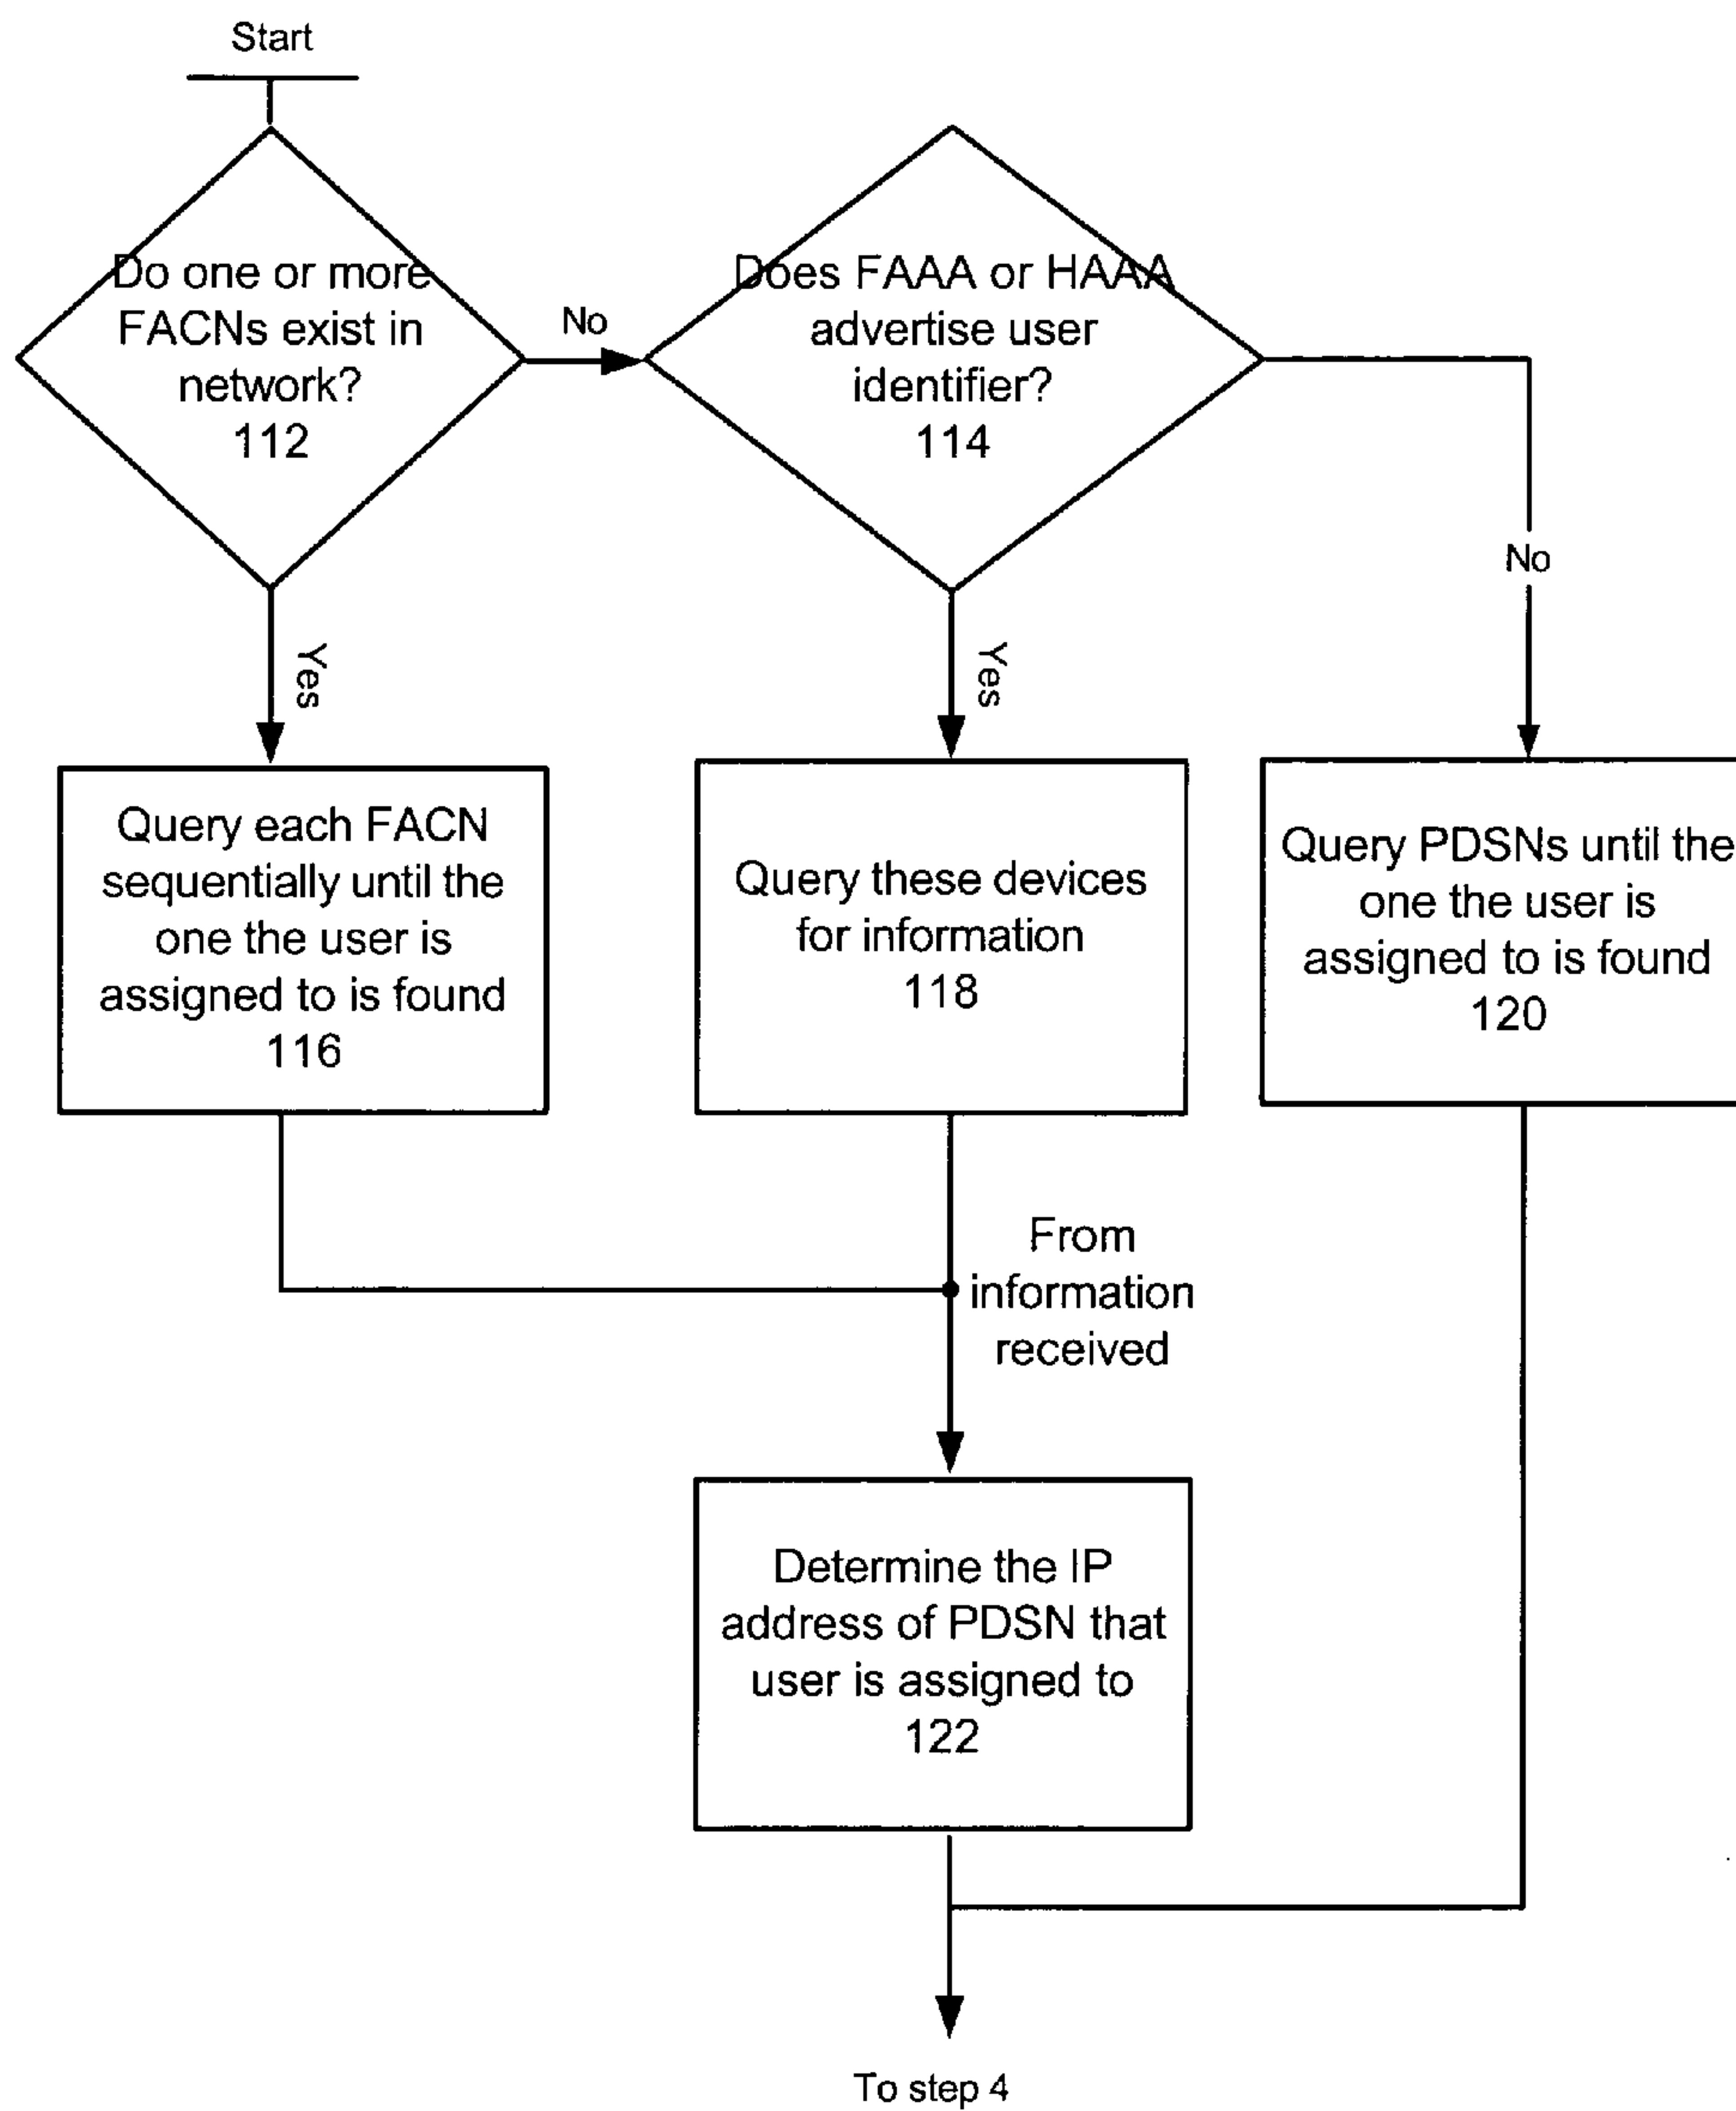 Start
Do one or more
FACNs exist in
network?
112
No
Does FAAA or HAAA
advertise user
identifier?
114
No
Yes
Yes
Query each FACN
sequentially until the
one the user is
assigned to is found
116
Query these devices
for information
118
Query PDSNs until the
one the user is
assigned to is found
120
From
information
received
Determine the IP
address of PDSN that
user is assigned to
122
To step 4